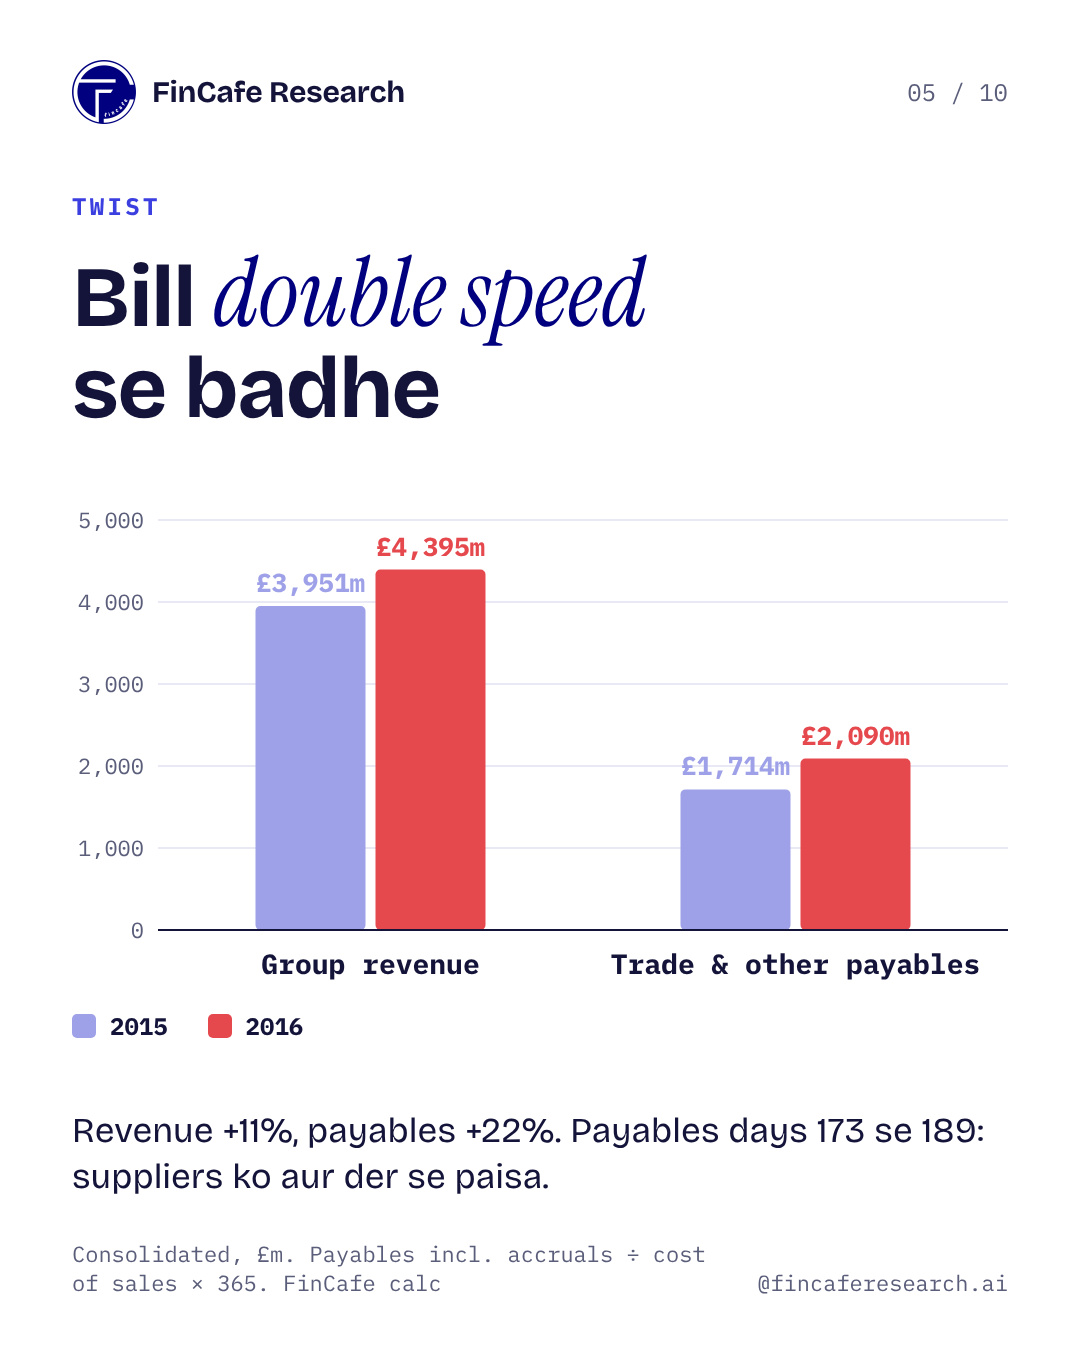 FinCafe Research
05 / 10
TWIST
Bill double speed
se badhe
5,000
4,000
3,000
2,000
1,000
0
£3,951m
£4,395m
£1,714m
£2,090m
Group revenue
Trade & other payables
2015
2016
Revenue +11%, payables +22%. Payables days 173 se 189:
suppliers ko aur der se paisa.
Consolidated, £m. Payables incl. accruals ÷ cost
of sales × 365. FinCafe calc
@fincaferesearch.ai